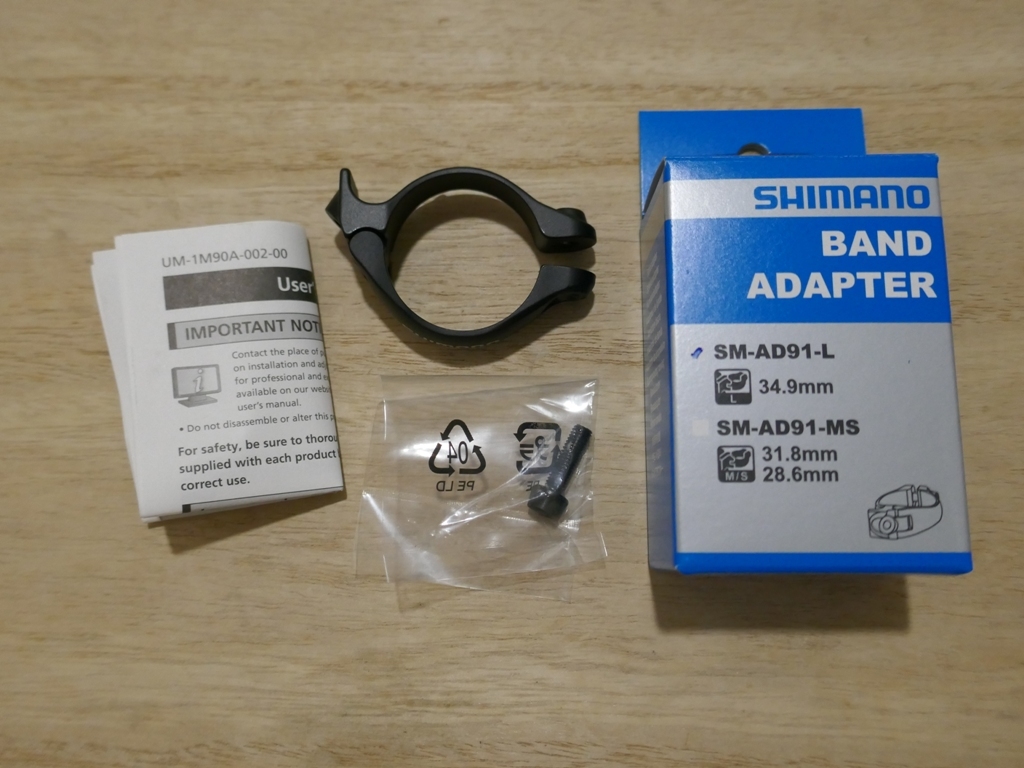 UM-1M90A-002-00
User'
IMPORTANT NOT
Contact the place of
on installation and
for professional and
available on our
user's manual.
• Do not disassemble or alter this
For safety, be sure to
supplied with each product
correct use.
04
PE LD
SHIMANO
BAND
ADAPTER
SM-AD91-L
L
34.9mm
SM-AD91-MS
M/S
31.8mm
28.6mm